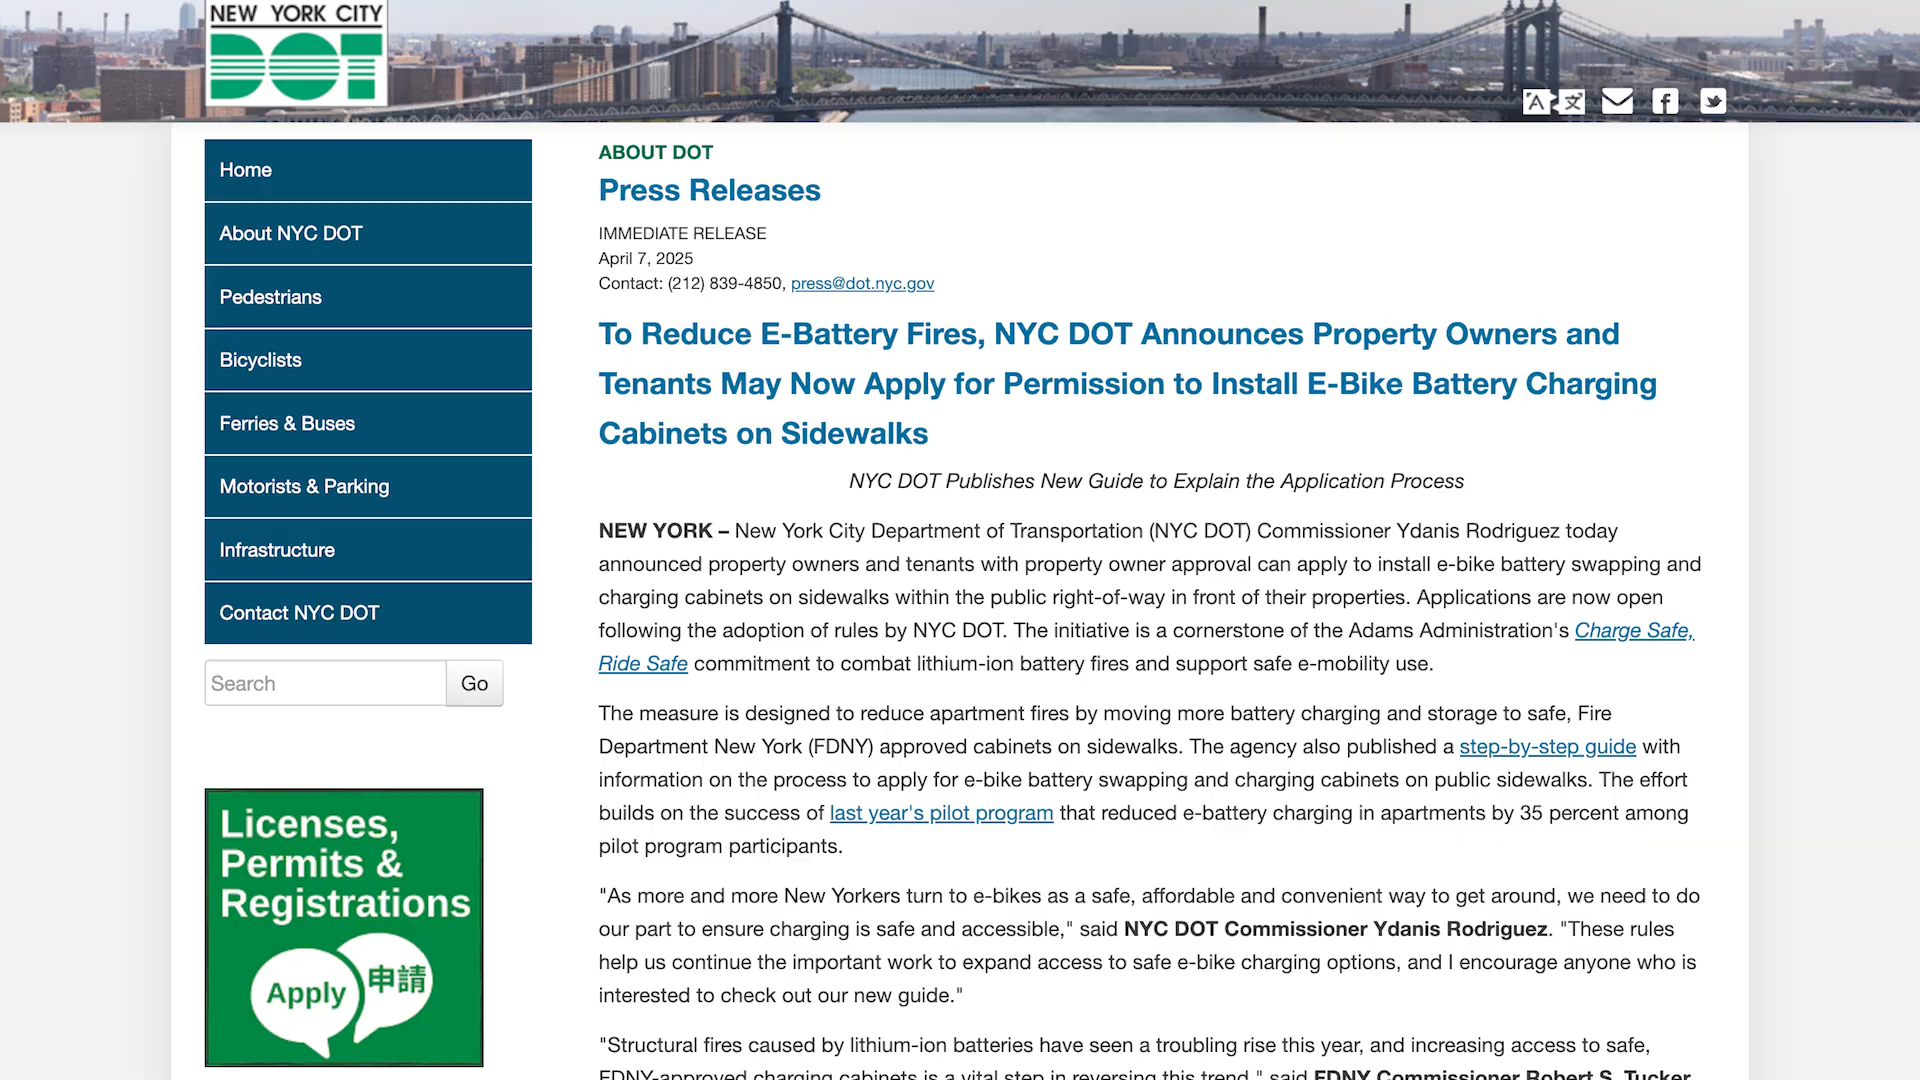 NEW YORK CITY
DOT
Home
About NYC DOT
Pedestrians
Bicyclists
Ferries & Buses
Motorists & Parking
Infrastructure
Contact NYC DOT
Search
Go
Licenses,
Permits &
Registrations
Apply
申請
ABOUT DOT
Press Releases
IMMEDIATE RELEASE
April 7, 2025
Contact: (212) 839-4850, press@dot.nyc.gov
To Reduce E-Battery Fires, NYC DOT Announces Property Owners and
Tenants May Now Apply for Permission to Install E-Bike Battery Charging
Cabinets on Sidewalks
NYC DOT Publishes New Guide to Explain the Application Process
NEW YORK – New York City Department of Transportation (NYC DOT) Commissioner Ydanis Rodriguez today
announced property owners and tenants with property owner approval can apply to install e-bike battery swapping and
charging cabinets on sidewalks within the public right-of-way in front of their properties. Applications are now open
following the adoption of rules by NYC DOT. The initiative is a cornerstone of the Adams Administration's Charge Safe,
Ride Safe commitment to combat lithium-ion battery fires and support safe e-mobility use.
The measure is designed to reduce apartment fires by moving more battery charging and storage to safe, Fire
Department New York (FDNY) approved cabinets on sidewalks. The agency also published a step-by-step guide with
information on the process to apply for e-bike battery swapping and charging cabinets on public sidewalks. The effort
builds on the success of last year's pilot program that reduced e-battery charging in apartments by 35 percent among
pilot program participants.
"As more and more New Yorkers turn to e-bikes as a safe, affordable and convenient way to get around, we need to do
our part to ensure charging is safe and accessible," said NYC DOT Commissioner Ydanis Rodriguez. "These rules
help us continue the important work to expand access to safe e-bike charging options, and I encourage anyone who is
interested to check out our new guide."
"Structural fires caused by lithium-ion batteries have seen a troubling rise this year, and increasing access to safe,
FDNY-approved charging cabinets is a vital step in reversing this trend," said FDNY Commissioner Robert S. Tucker